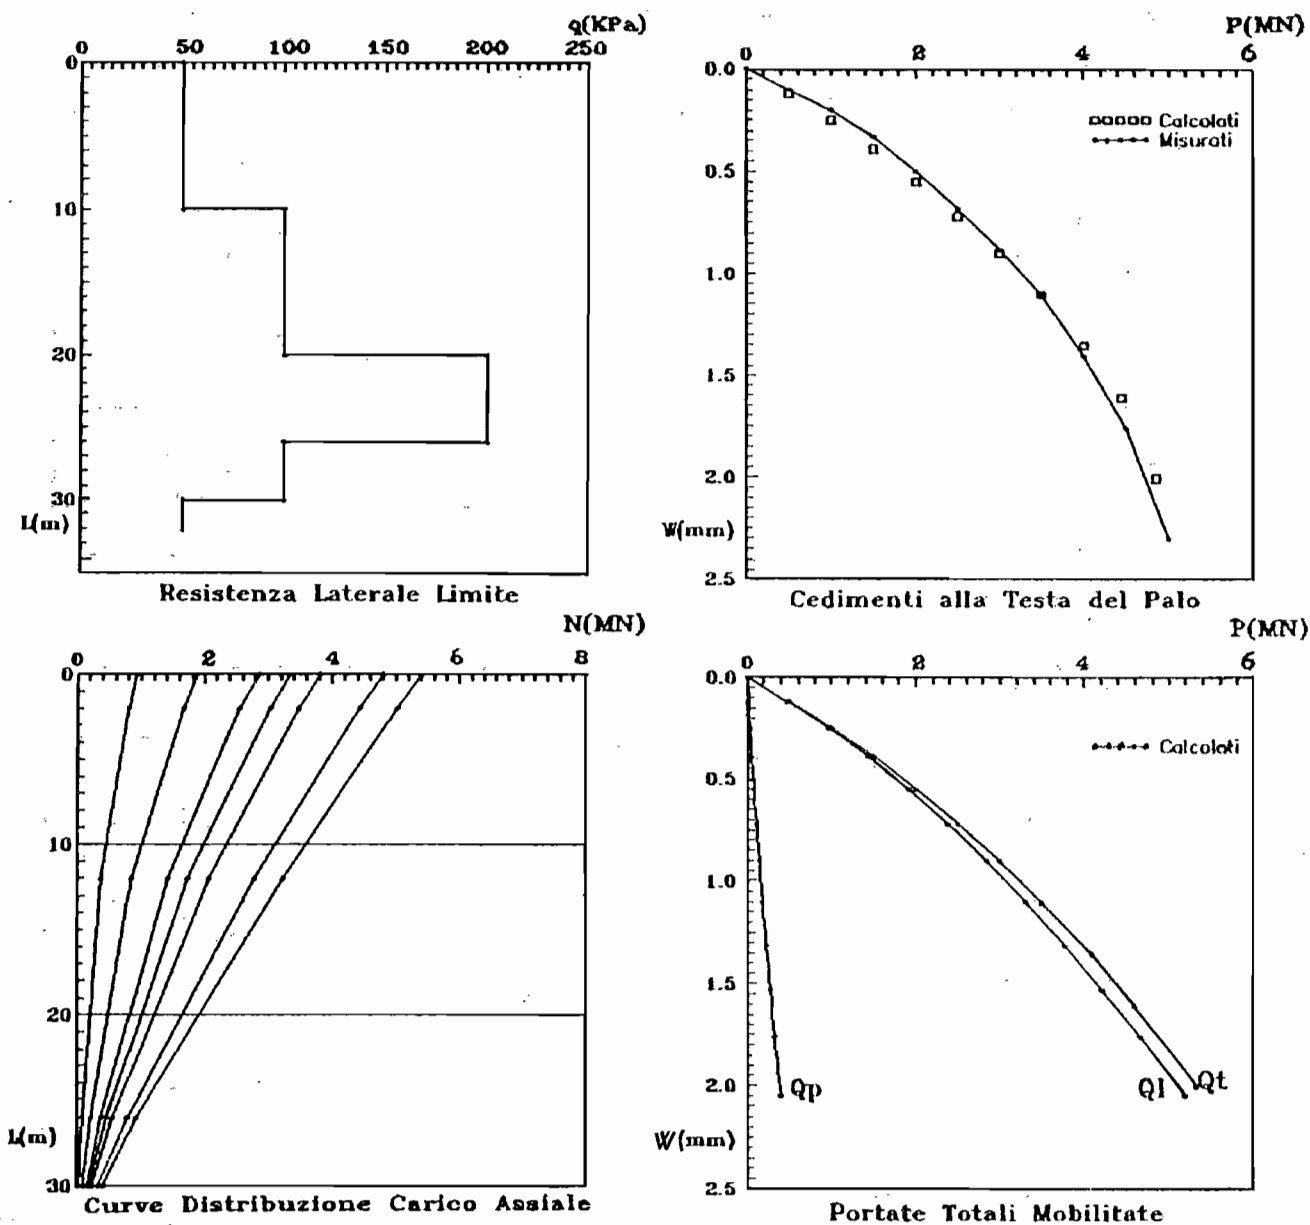 q(KPa)
0 50 100 150 200 250
0
10
20
30
L(m)
Resistenza Laterale Limite
P(MN)
0 2 4 6
0.0
0.5
1.0
1.5
2.0
2.5
W(mm)
Calcolati
Misurati
Cedimenti alla Testa del Palo
N(MN)
0 2 4 6 8
0
10
20
30
L(m)
Curve Distribuzione Carico Assiale
P(MN)
0 2 4 6
0.0
0.5
1.0
1.5
2.0
2.5
W(mm)
Calcolati
Qp
Ql
Qt
Portate Totali Mobilitate